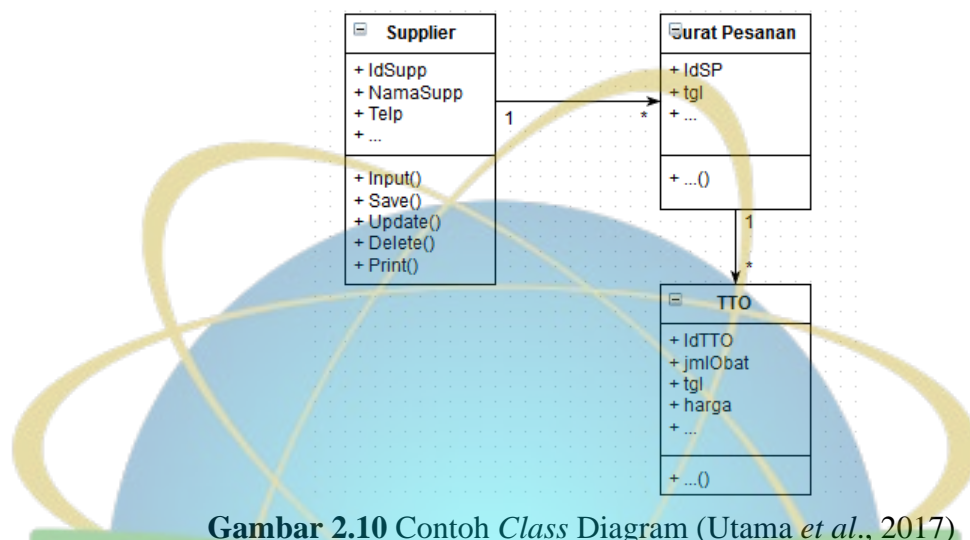 Supplier
+ IdSupp
+ NamaSupp
+ Telp
+ ...
+ Input()
+ Save()
+ Update()
+ Delete()
+ Print()
1
*
Surat Pesanan
+ IdSP
+ tgl
+ ...
+ ...()
1
*
TTO
+ IdTTO
+ jmlObat
+ tgl
+ harga
+ ...
+ ...()
Gambar 2.10 Contoh Class Diagram (Utama et al., 2017)